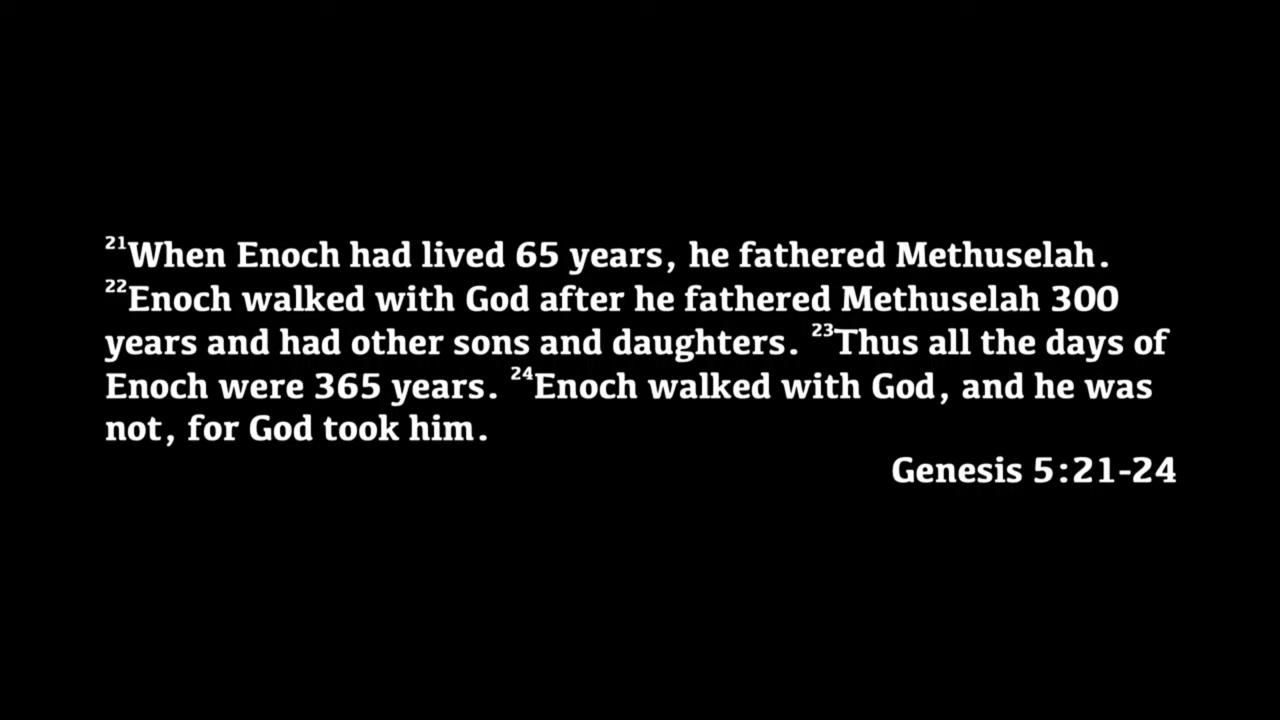 ²¹When Enoch had lived 65 years, he fathered Methuselah.
²²Enoch walked with God after he fathered Methuselah 300
years and had other sons and daughters. ²³Thus all the days of
Enoch were 365 years. ²⁴Enoch walked with God, and he was
not, for God took him.
Genesis 5:21-24